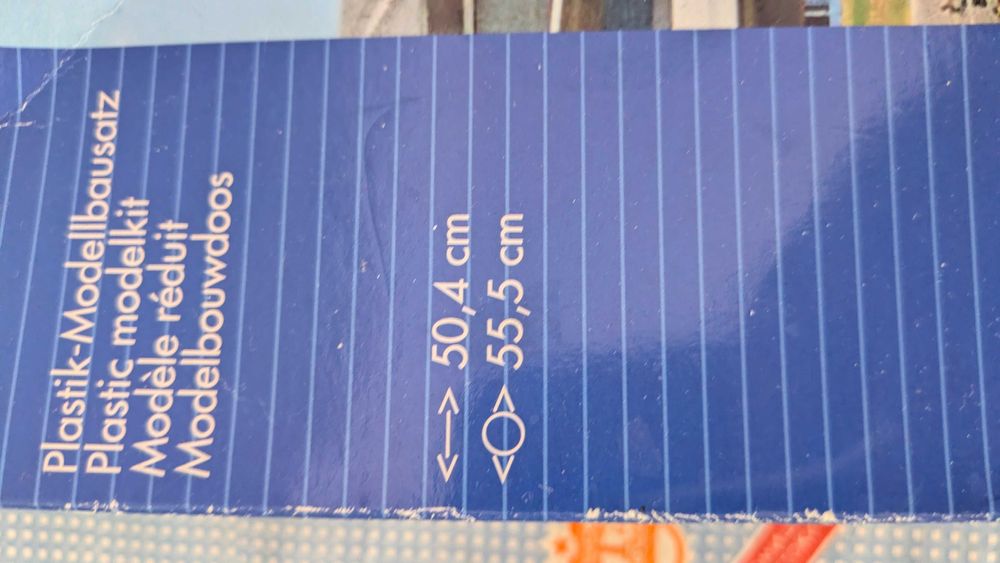 Plastik-Modellbausatz
Plastic modelkit
Modèle réduit
Modelbouwdoos
50,4 cm
55,5 cm